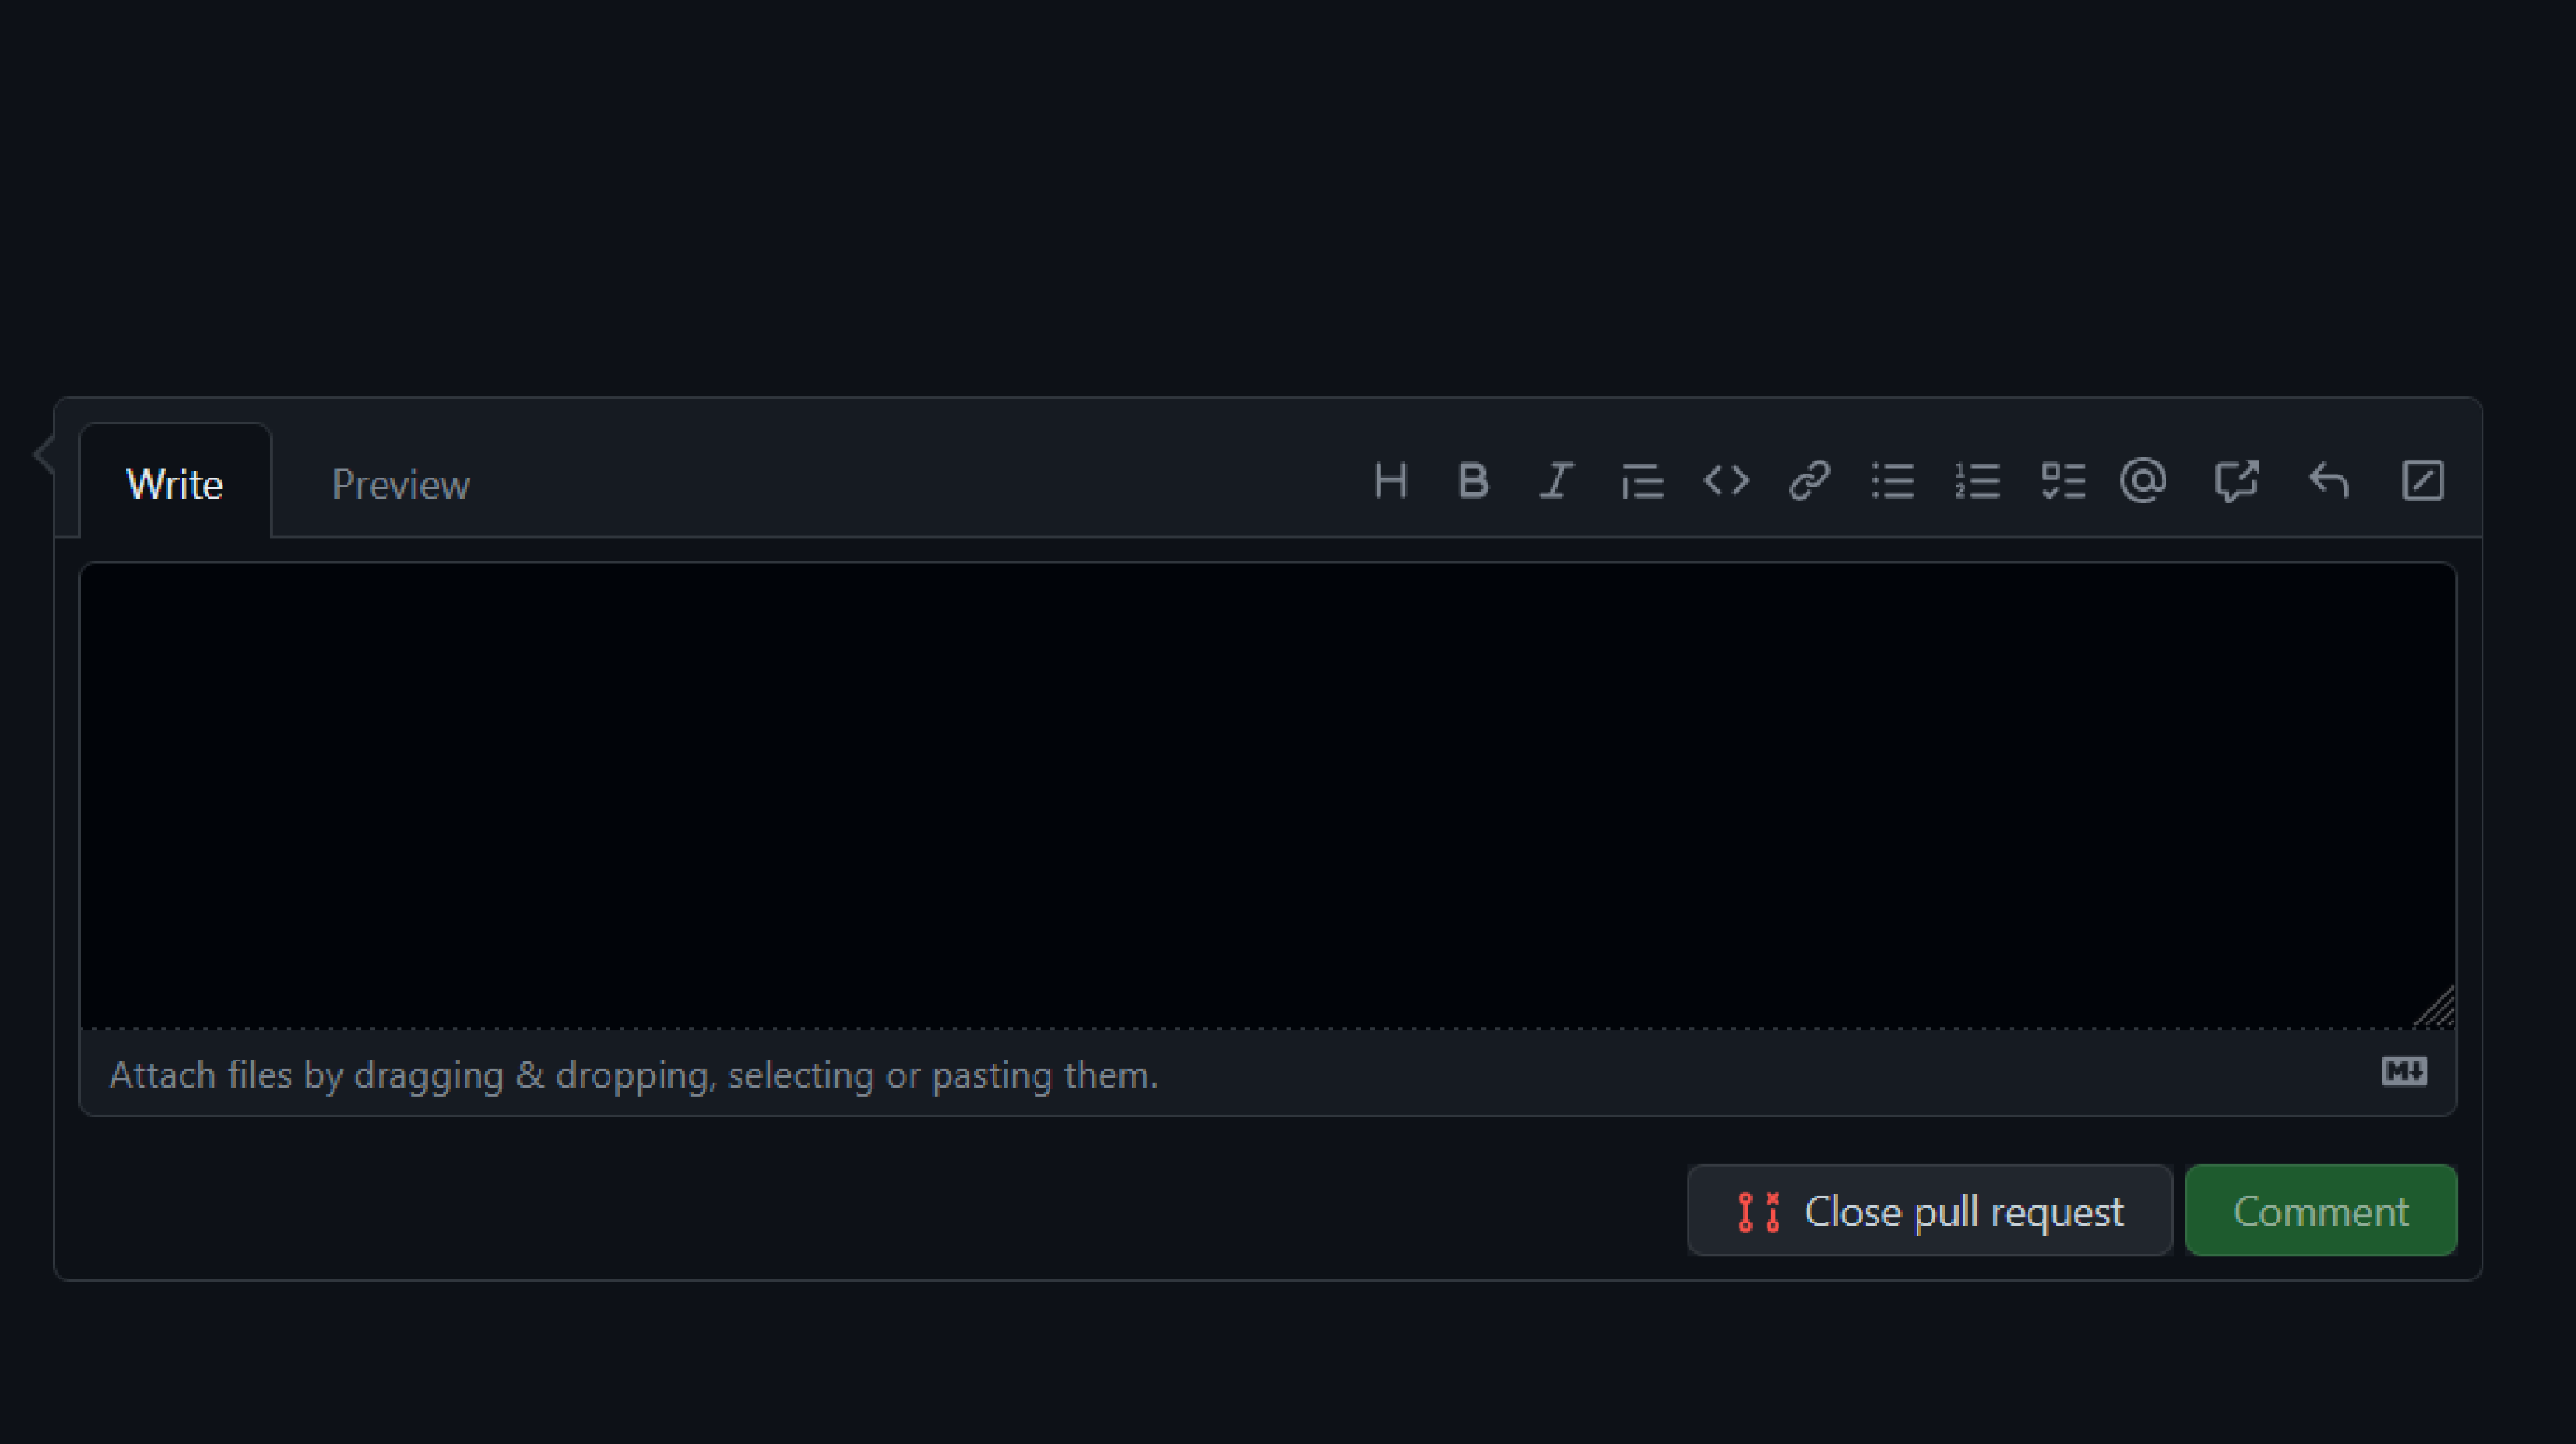 Write Preview H B I
Attach files by dragging & dropping, selecting or pasting them. M↓
Close pull request Comment